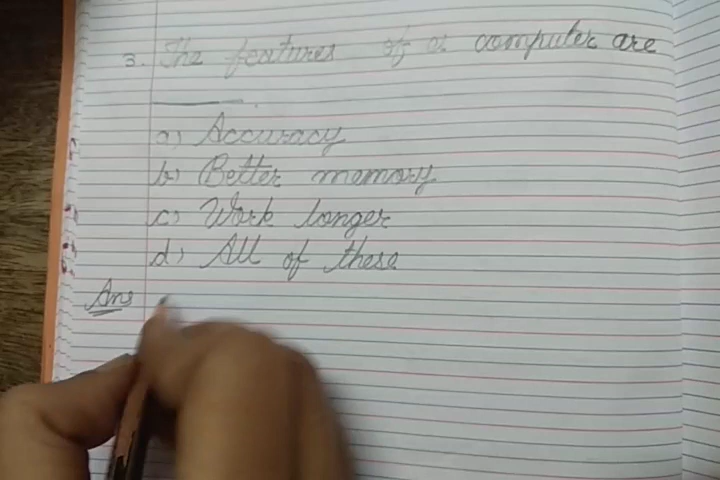 3. The features of a computer are
______.
a) Accuracy
b) Better memory
c) Work longer
d) All of these
Ans